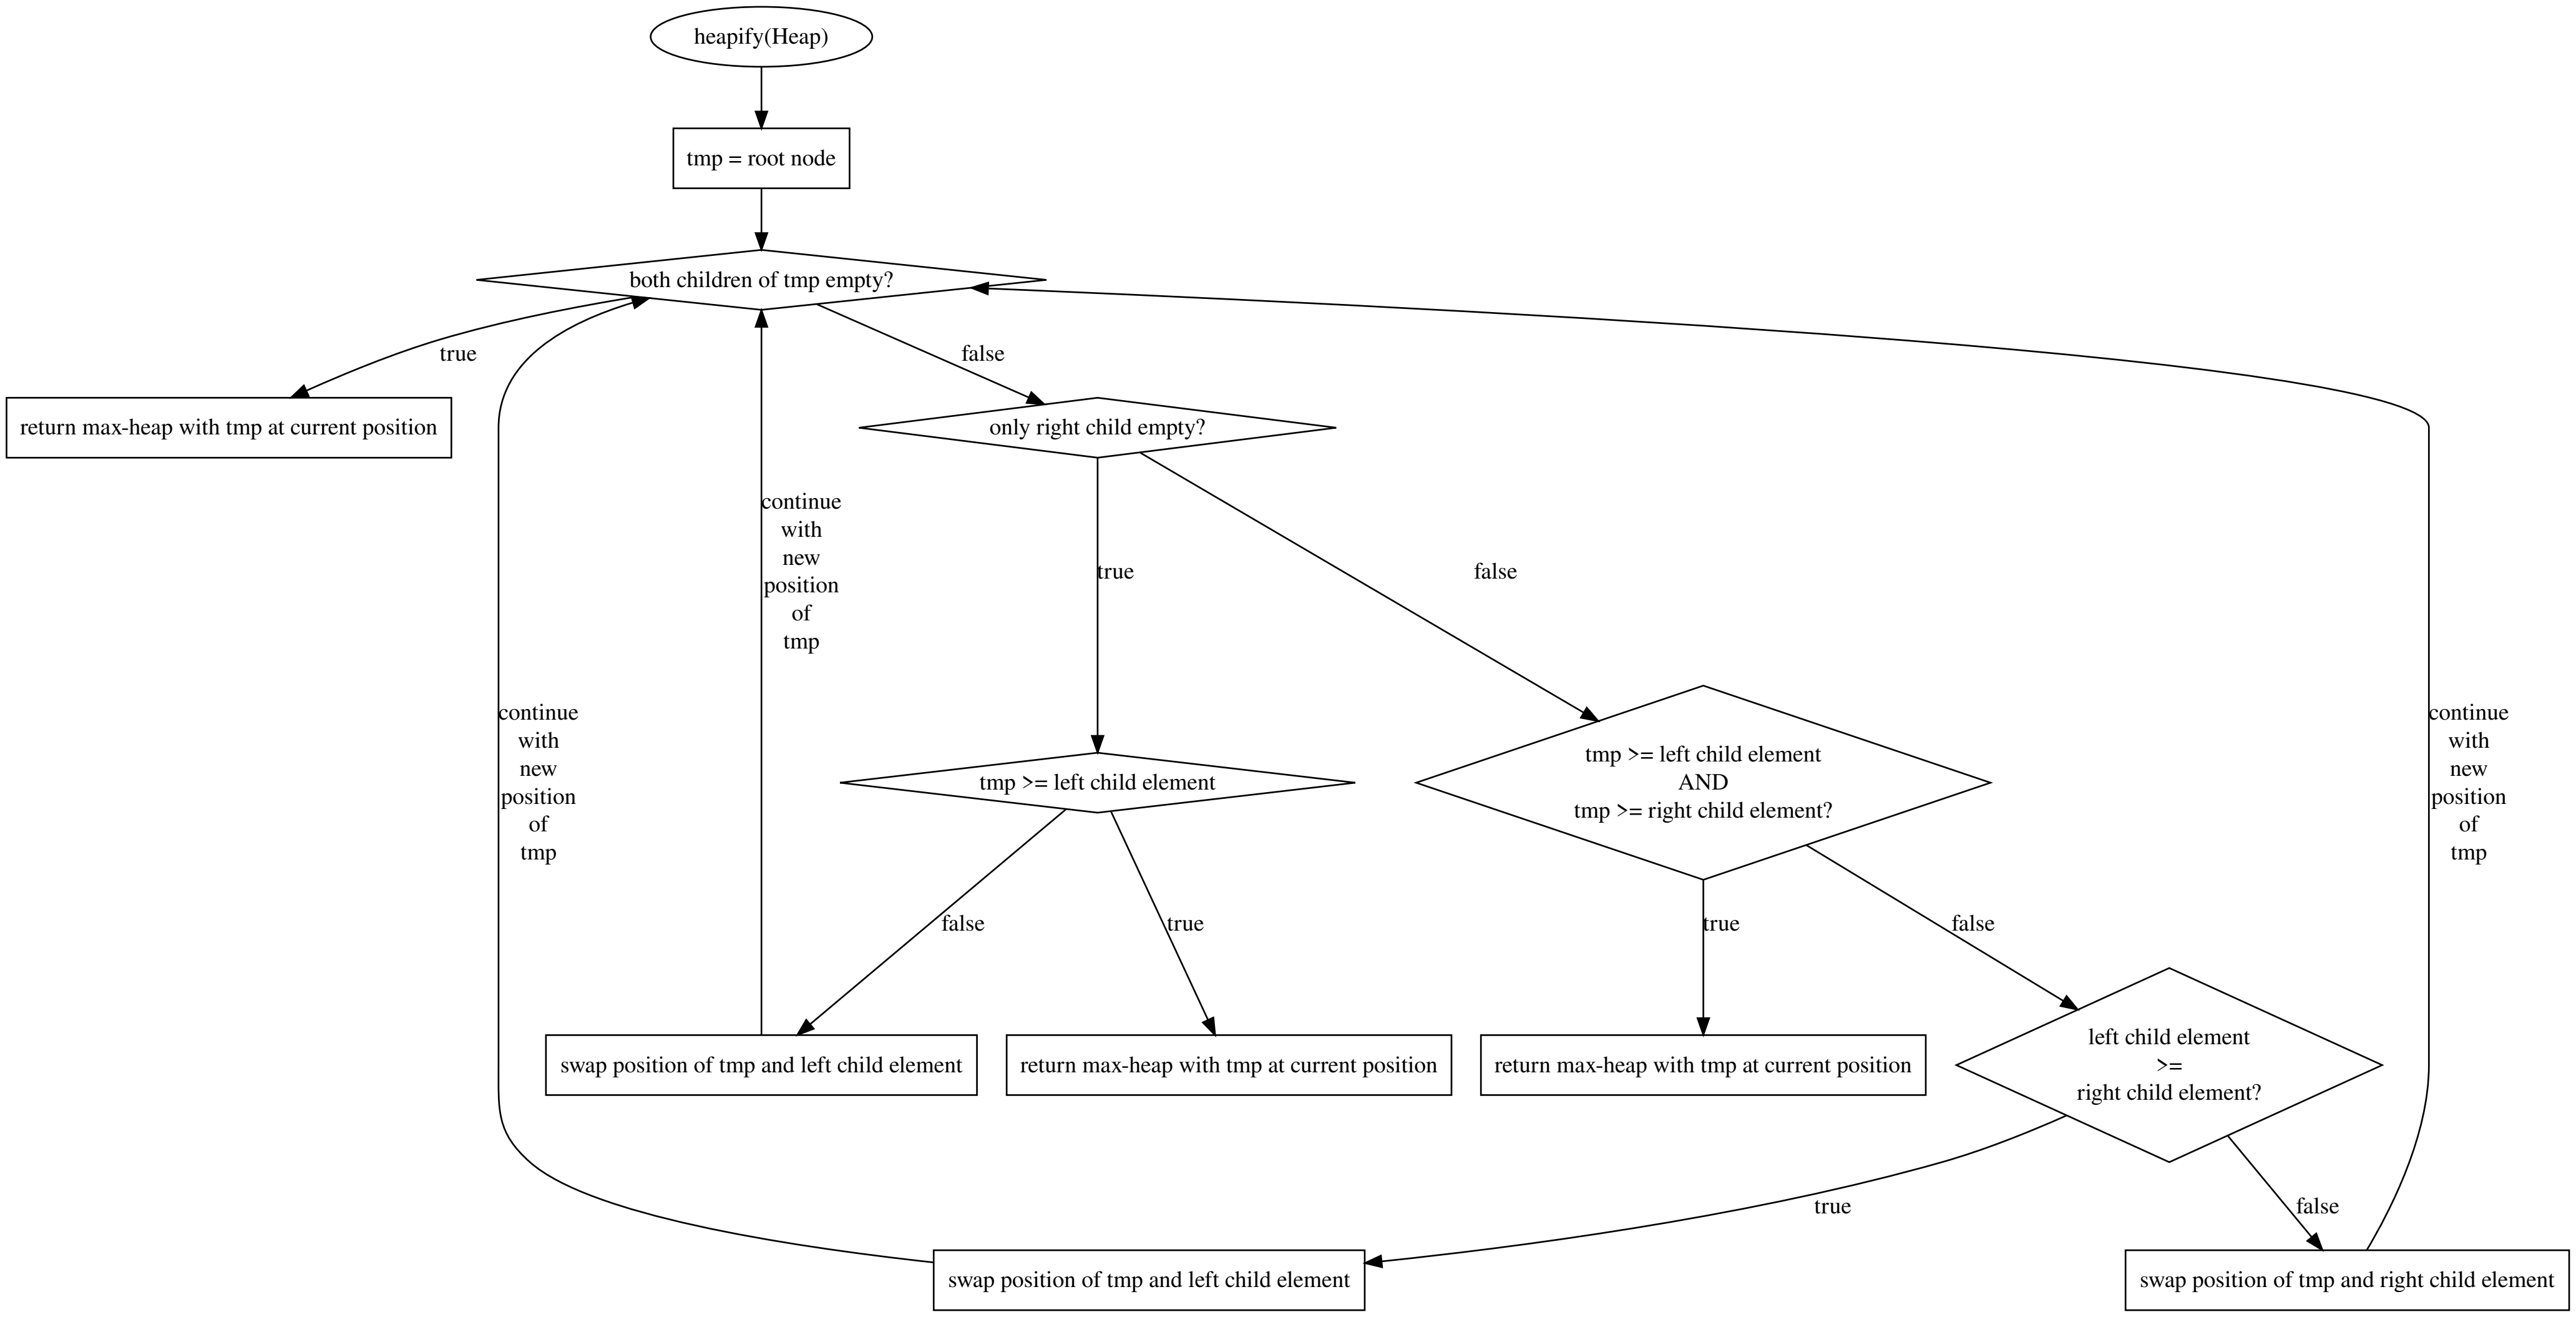 heapify(Heap)
tmp = root node
both children of tmp empty?
true
false
return max-heap with tmp at current position
only right child empty?
continue
with
new
position
of
tmp
true
false
continue
with
new
position
of
tmp
continue
with
new
position
of
tmp
tmp >= left child element
tmp >= left child element
AND
tmp >= right child element?
false
true
true
false
swap position of tmp and left child element
return max-heap with tmp at current position
return max-heap with tmp at current position
left child element
>=
right child element?
true
false
swap position of tmp and left child element
swap position of tmp and right child element